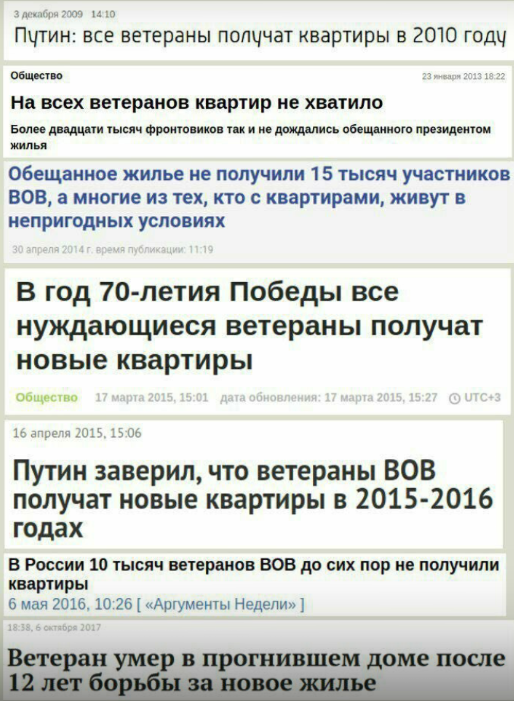 3 декабря 2009 14:10
Путин: все ветераны получат квартиры в 2010 году
Общество 23 января 2013 18:22
На всех ветеранов квартир не хватило
Более двадцати тысяч фронтовиков так и не дождались обещанного президентом
жилья
Обещанное жилье не получили 15 тысяч участников
ВОВ, а многие из тех, кто с квартирами, живут в
непригодных условиях
30 апреля 2014 г. время публикации: 11:19
В год 70-летия Победы все
нуждающиеся ветераны получат
новые квартиры
Общество 17 марта 2015, 15:01 дата обновления: 17 марта 2015, 15:27 UTC+3
16 апреля 2015, 15:06
Путин заверил, что ветераны ВОВ
получат новые квартиры в 2015-2016
годах
В России 10 тысяч ветеранов ВОВ до сих пор не получили
квартиры
6 мая 2016, 10:26 [ «Аргументы Недели» ]
18:38, 6 октября 2017
Ветеран умер в прогнившем доме после
12 лет борьбы за новое жилье